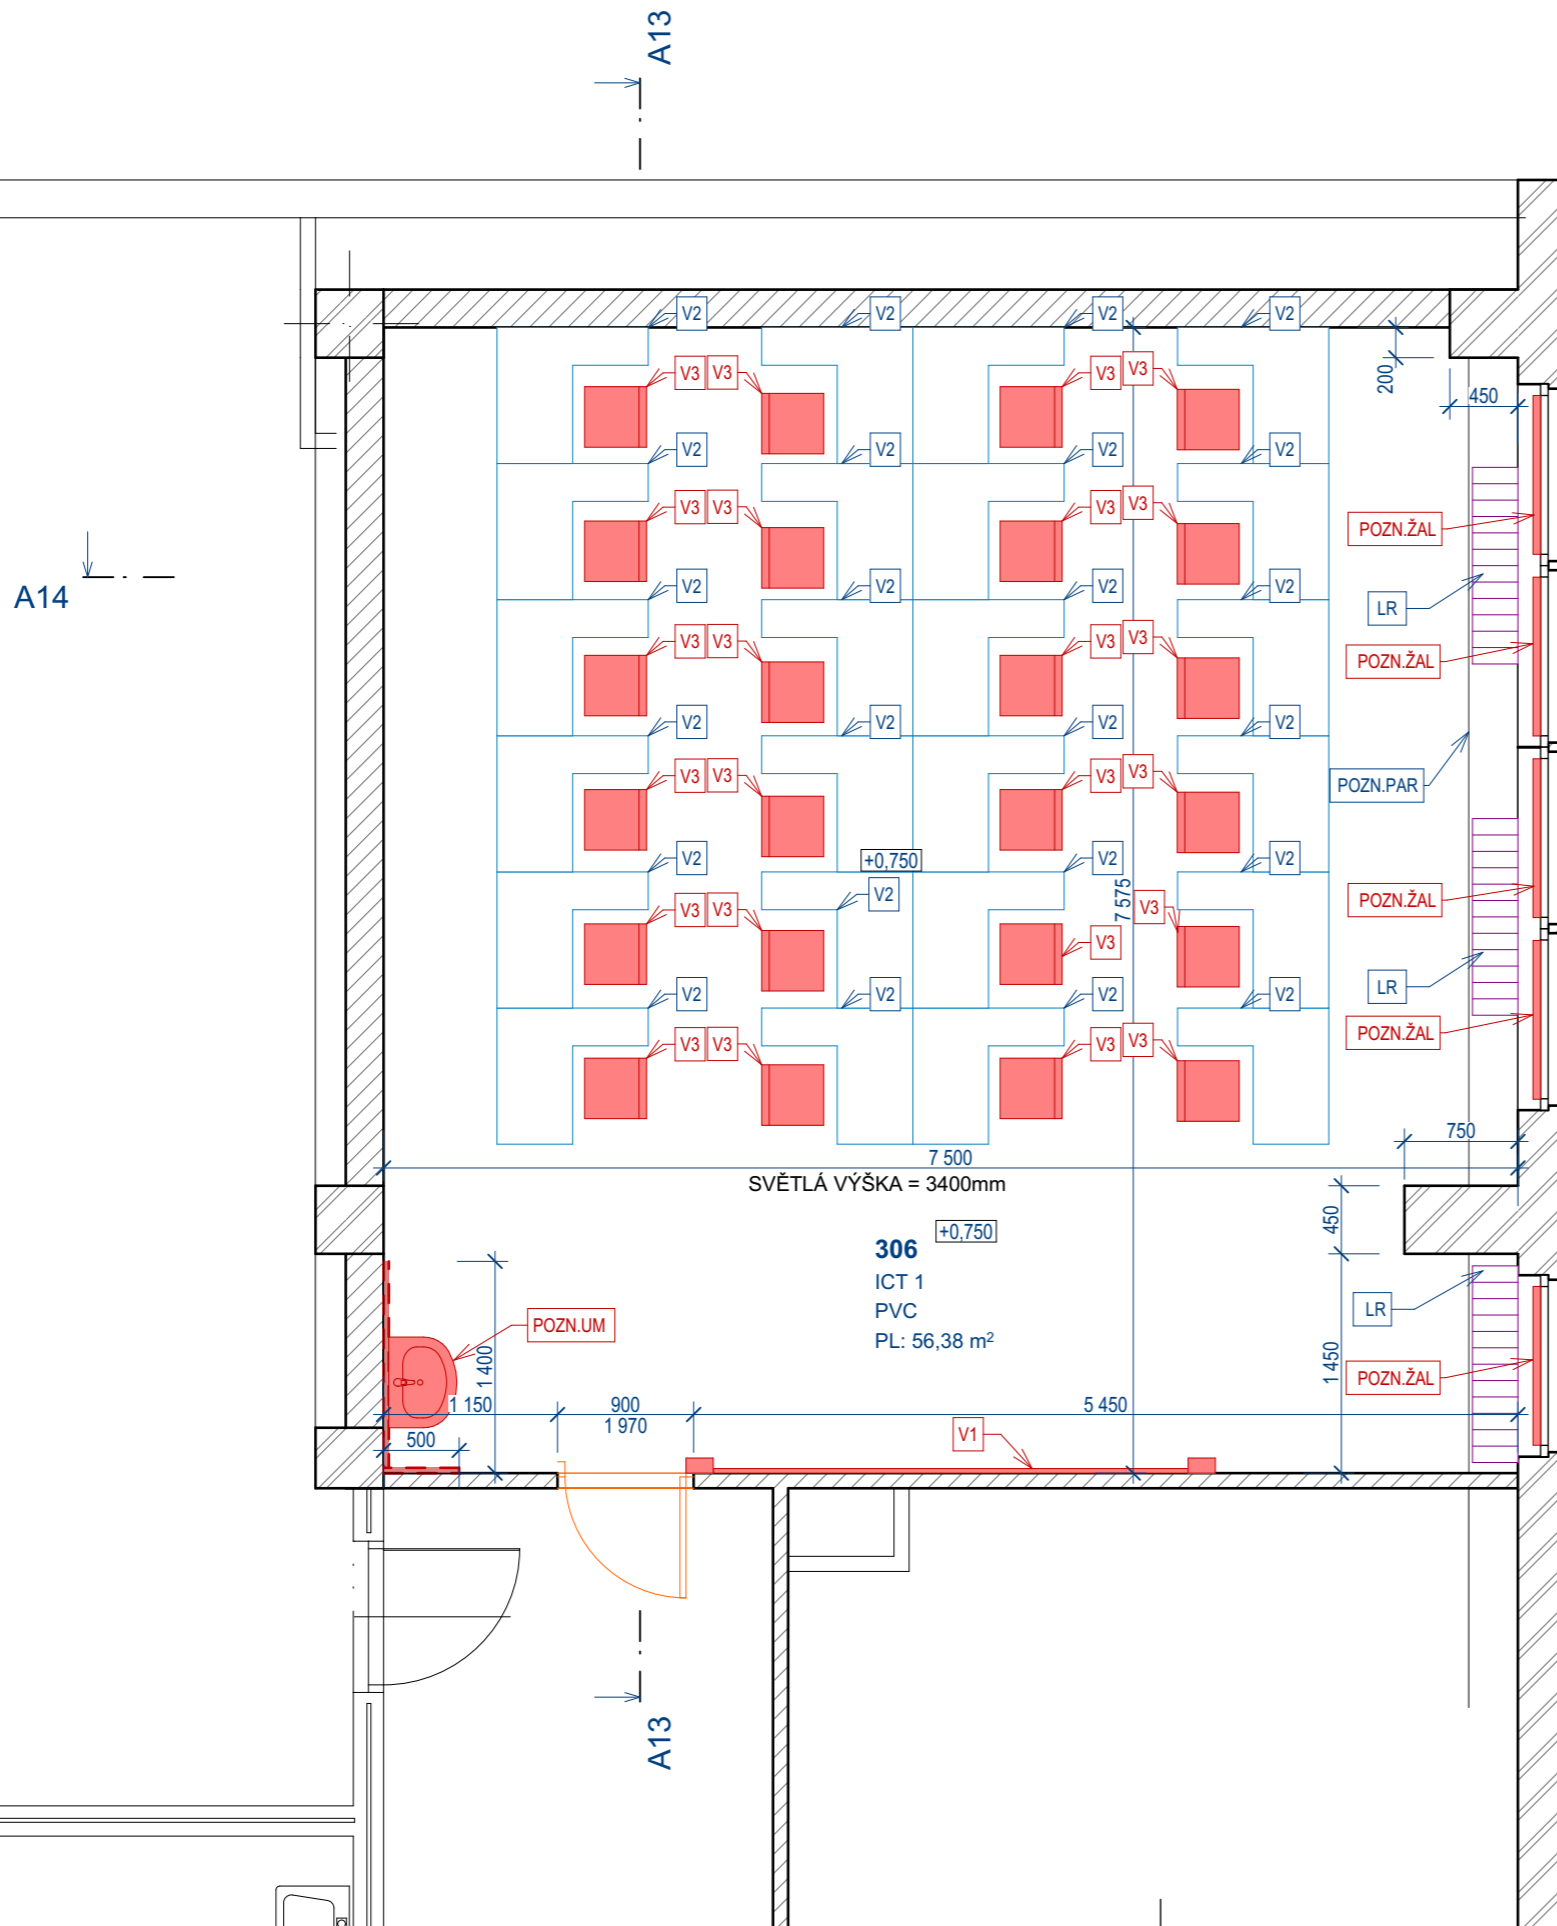 A13
V2 V2 V2 V2
V3 V3 V3 V3
200
450
V2 V2 V2 V2
V3 V3 V3 V3
POZN.ŽAL
V2 V2 V2 V2
A14
LR
V3 V3 V3 V3
POZN.ŽAL
V2 V2 V2 V2
V3 V3 V3 V3
POZN.PAR
+0,750
V2 V2 V2
V2
7 575
V3 V3 V3
POZN.ŽAL
V3
V2 V2 V2 V2
LR
V3 V3 V3 V3
POZN.ŽAL
750
7 500
SVĚTLÁ VÝŠKA = 3400mm
450
+0,750
306
ICT 1
PVC
PL: 56,38 m²
LR
POZN.UM
1 400
1 450
POZN.ŽAL
1 150
900
1 970
5 450
500
V1
A13